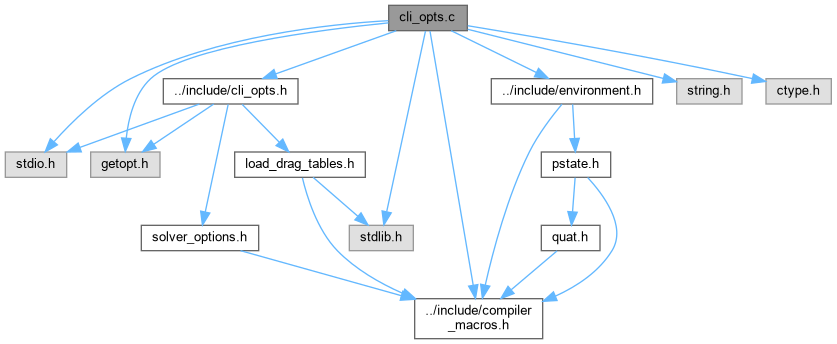 cli_opts.c
../include/cli_opts.h
../include/environment.h
string.h
ctype.h
stdio.h
getopt.h
load_drag_tables.h
pstate.h
solver_options.h
stdlib.h
quat.h
../include/compiler
_macros.h